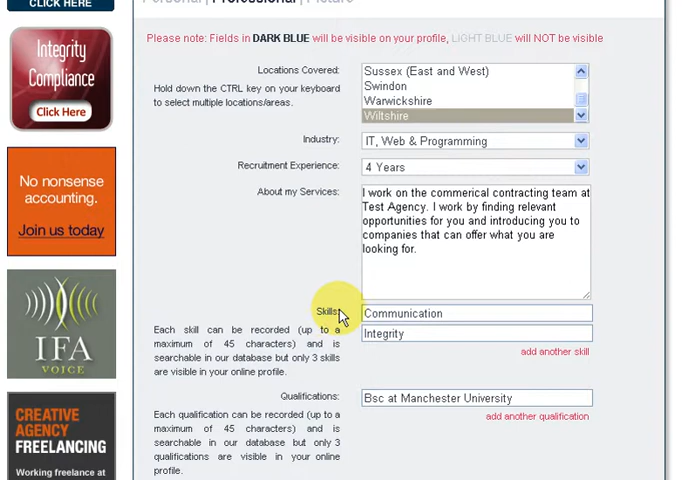 CLICK HERE
Personal | Professional | Picture
Please note: Fields in DARK BLUE will be visible on your profile, LIGHT BLUE will NOT be visible
Integrity
Compliance
Click Here
No nonsense
accounting.
Join us today
IFA
VOICE
CREATIVE
AGENCY
FREELANCING
Working freelance at
Locations Covered:
Hold down the CTRL key on your keyboard
to select multiple locations/areas.
Sussex (East and West)
Swindon
Warwickshire
Wiltshire
Industry:
IT, Web & Programming
Recruitment Experience:
4 Years
About my Services:
I work on the commerical contracting team at
Test Agency. I work by finding relevant
opportunities for you and introducing you to
companies that can offer what you are
looking for.
Skills:
Communication
Each skill can be recorded (up to a
maximum of 45 characters) and is
searchable in our database but only 3 skills
are visible in your online profile.
Integrity
add another skill
Qualifications:
Bsc at Manchester University
Each qualification can be recorded (up to a
maximum of 45 characters) and is
searchable in our database but only 3
qualifications are visible in your online
profile.
add another qualification